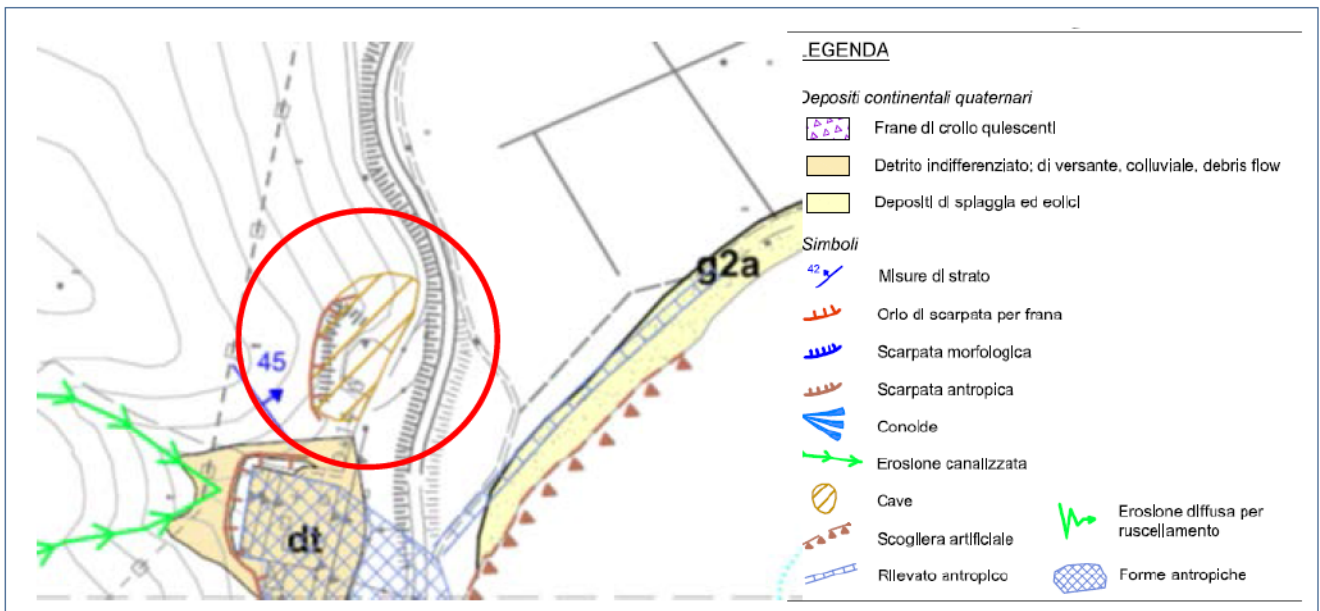 g2a
45
dt
LEGENDA
Depositi continentali quaternari
Frane di crollo quiescenti
Detrito indifferenziato; di versante, colluviale, debris flow
Depositi di spiaggia ed eolici
Simboli
42
Misure di strato
Orlo di scarpata per frana
Scarpata morfologica
Scarpata antropica
Conoide
Erosione canalizzata
Cave
Scogliera artificiale
Rilevato antropico
Erosione diffusa per
ruscellamento
Forme antropiche